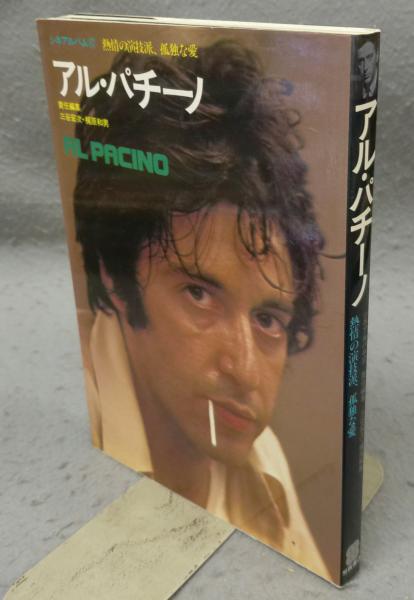 シネアルバム
熱情の演技派、孤独な愛
アル・パチーノ
責任編集
三谷宏次・梶原和男
AL PACINO
アル・パチーノ
熱情の演技派、孤独な愛